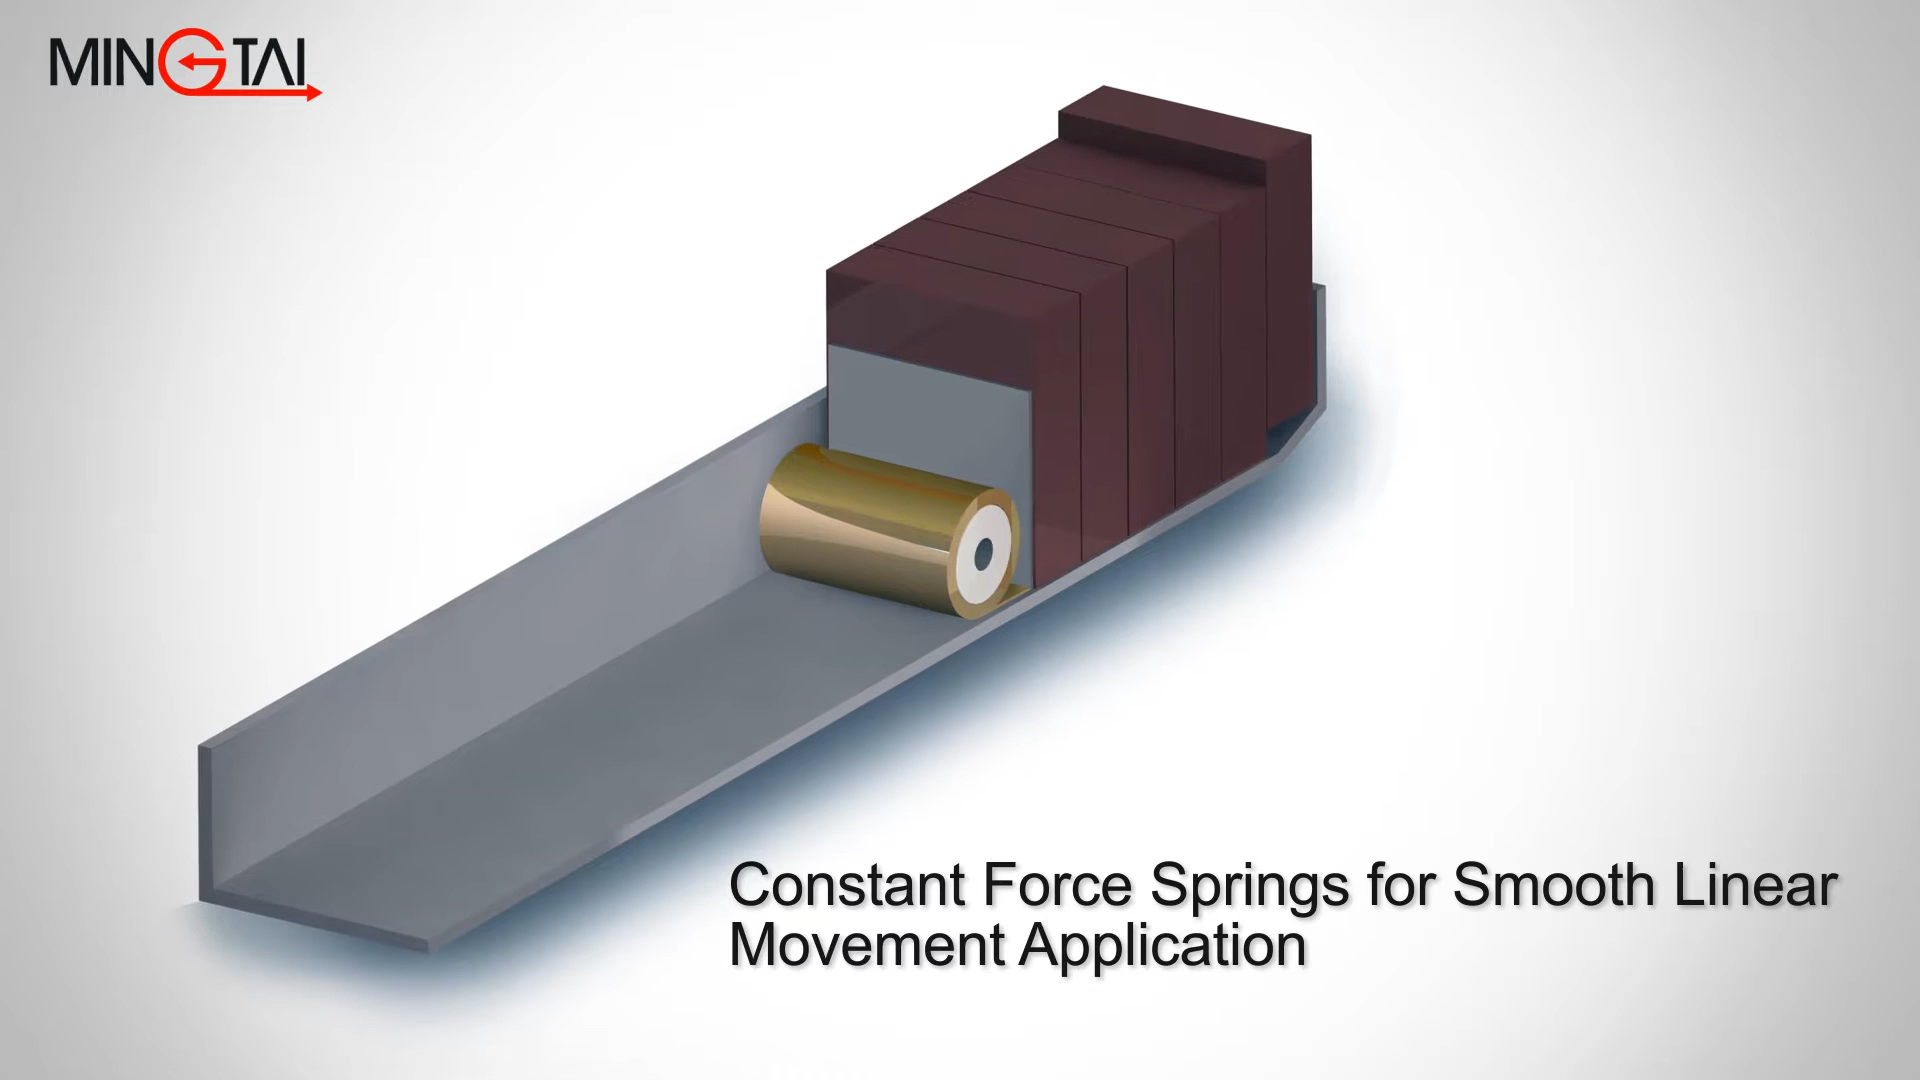 MINGTAI
Constant Force Springs for Smooth Linear
Movement Application